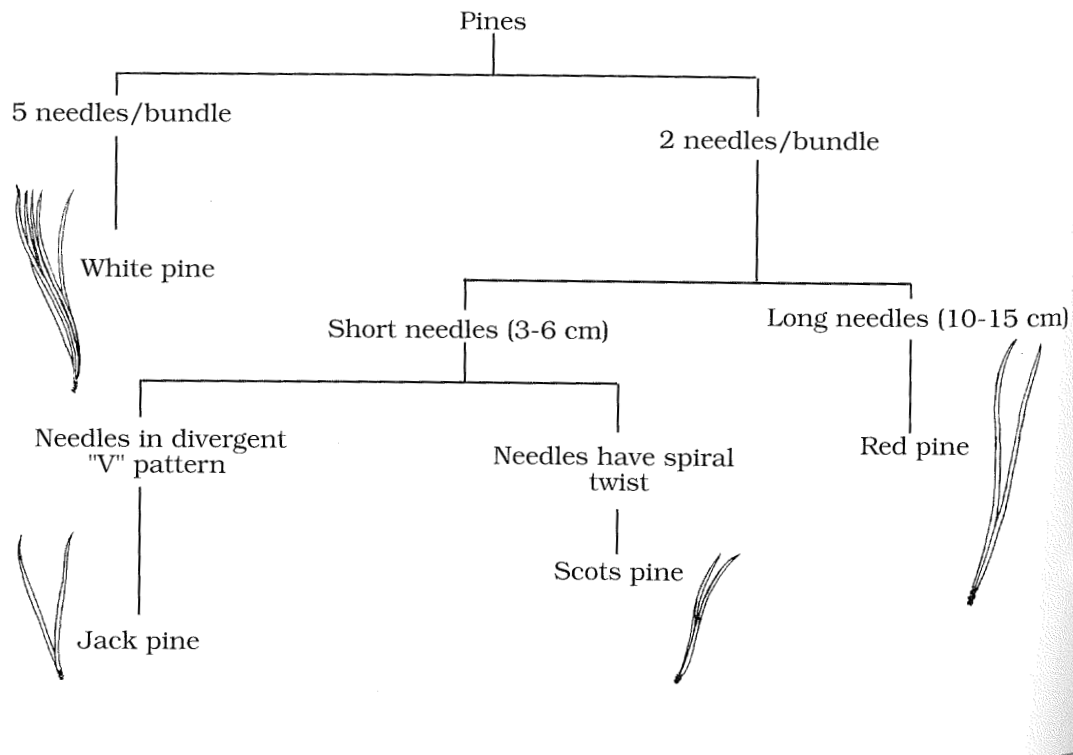 Pines
5 needles/bundle
2 needles/bundle
White pine
Short needles (3-6 cm)
Long needles (10-15 cm)
Needles in divergent
"V" pattern
Needles have spiral
twist
Red pine
Scots pine
Jack pine